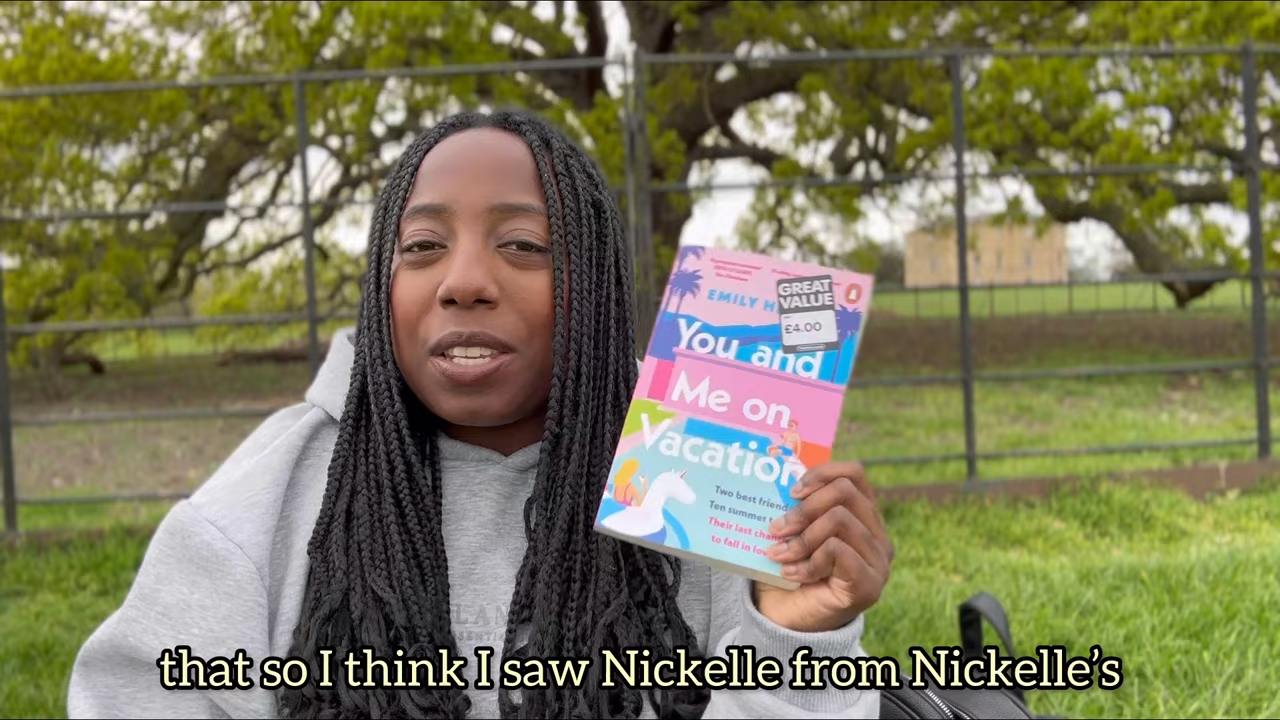 EMILY H
GREAT
VALUE
£4.00
You and
Me on
Vacation
Two best friend
Ten summer t
Their last chan
to fall in lov
that so I think I saw Nickelle from Nickelle's